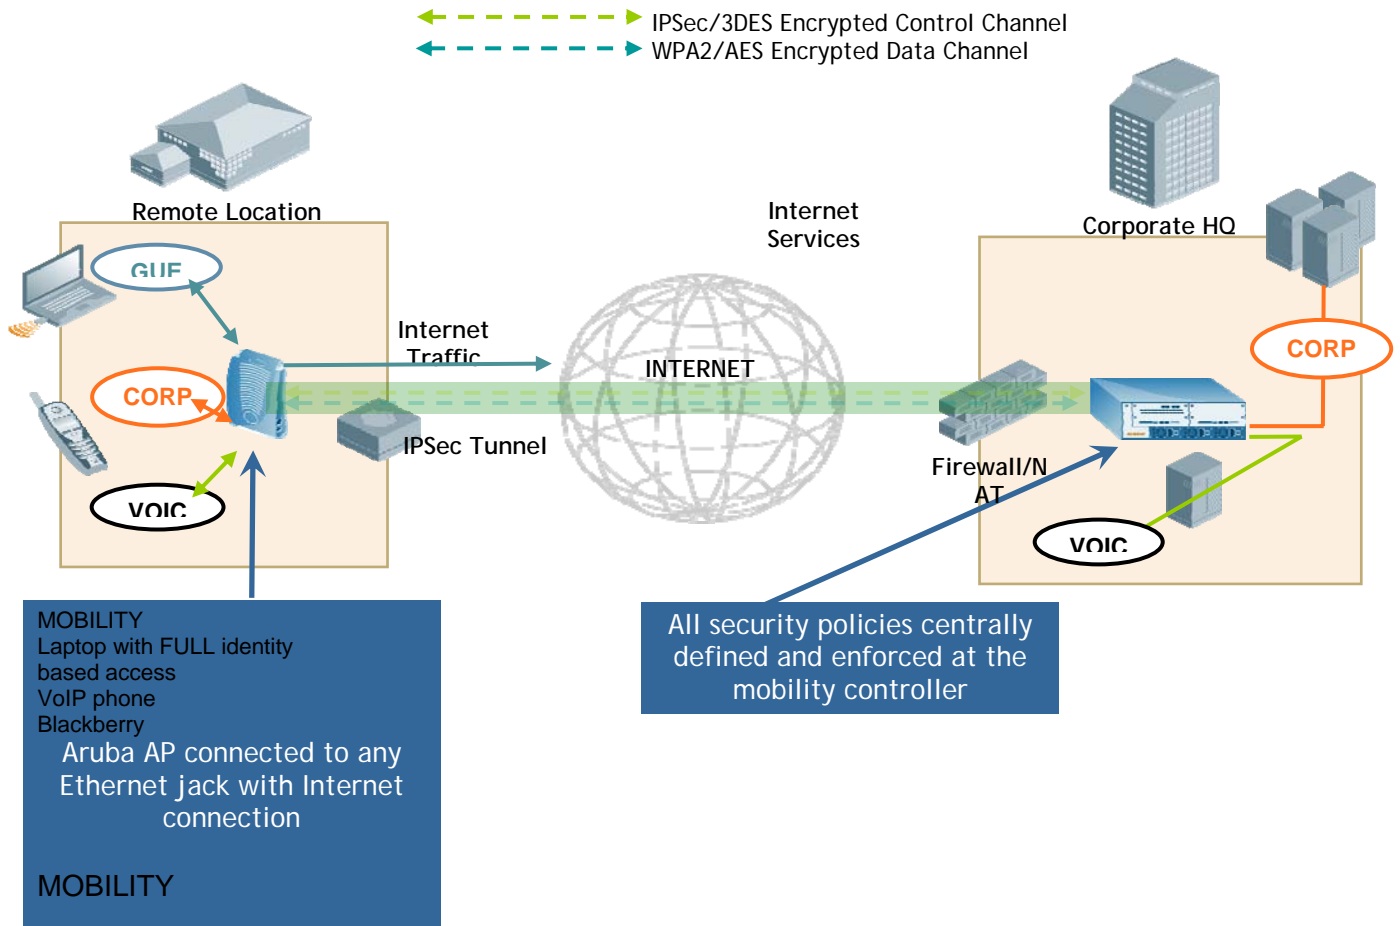 IPSec/3DES Encrypted Control Channel
WPA2/AES Encrypted Data Channel
Remote Location
Internet
Services
Corporate HQ
GUE
Internet
Traffic
CORP
INTERNET
CORP
IPSec Tunnel
Firewall/N
AT
VOIC
VOIC
MOBILITY
Laptop with FULL identity
based access
VoIP phone
Blackberry
Aruba AP connected to any
Ethernet jack with Internet
connection
MOBILITY
All security policies centrally
defined and enforced at the
mobility controller